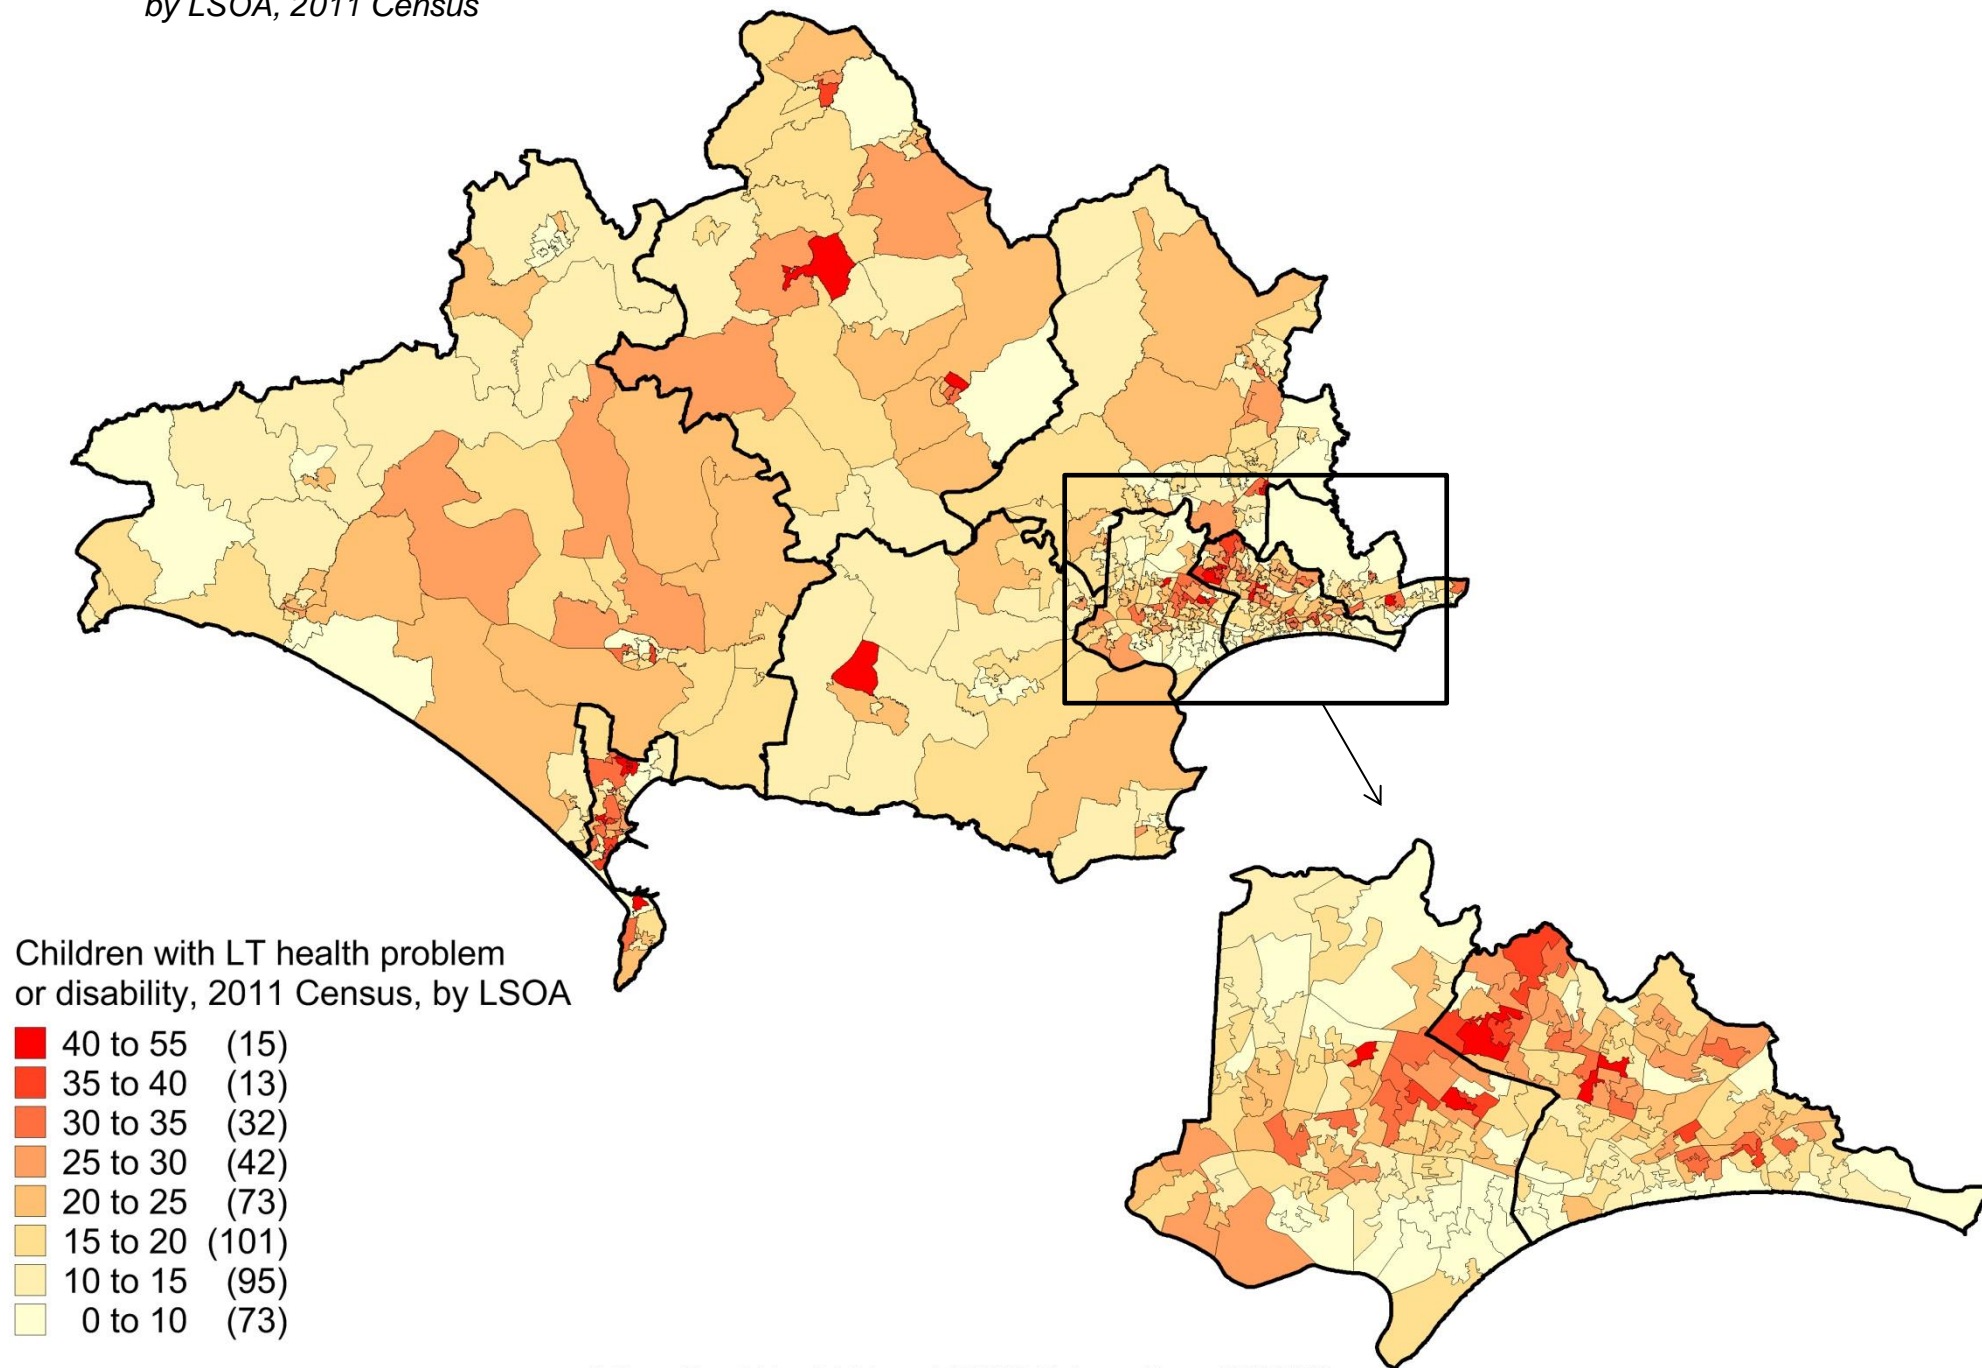 by LSOA, 2011 Census
Children with LT health problem
or disability, 2011 Census, by LSOA
40 to 55 (15)
35 to 40 (13)
30 to 35 (32)
25 to 30 (42)
20 to 25 (73)
15 to 20 (101)
10 to 15 (95)
0 to 10 (73)